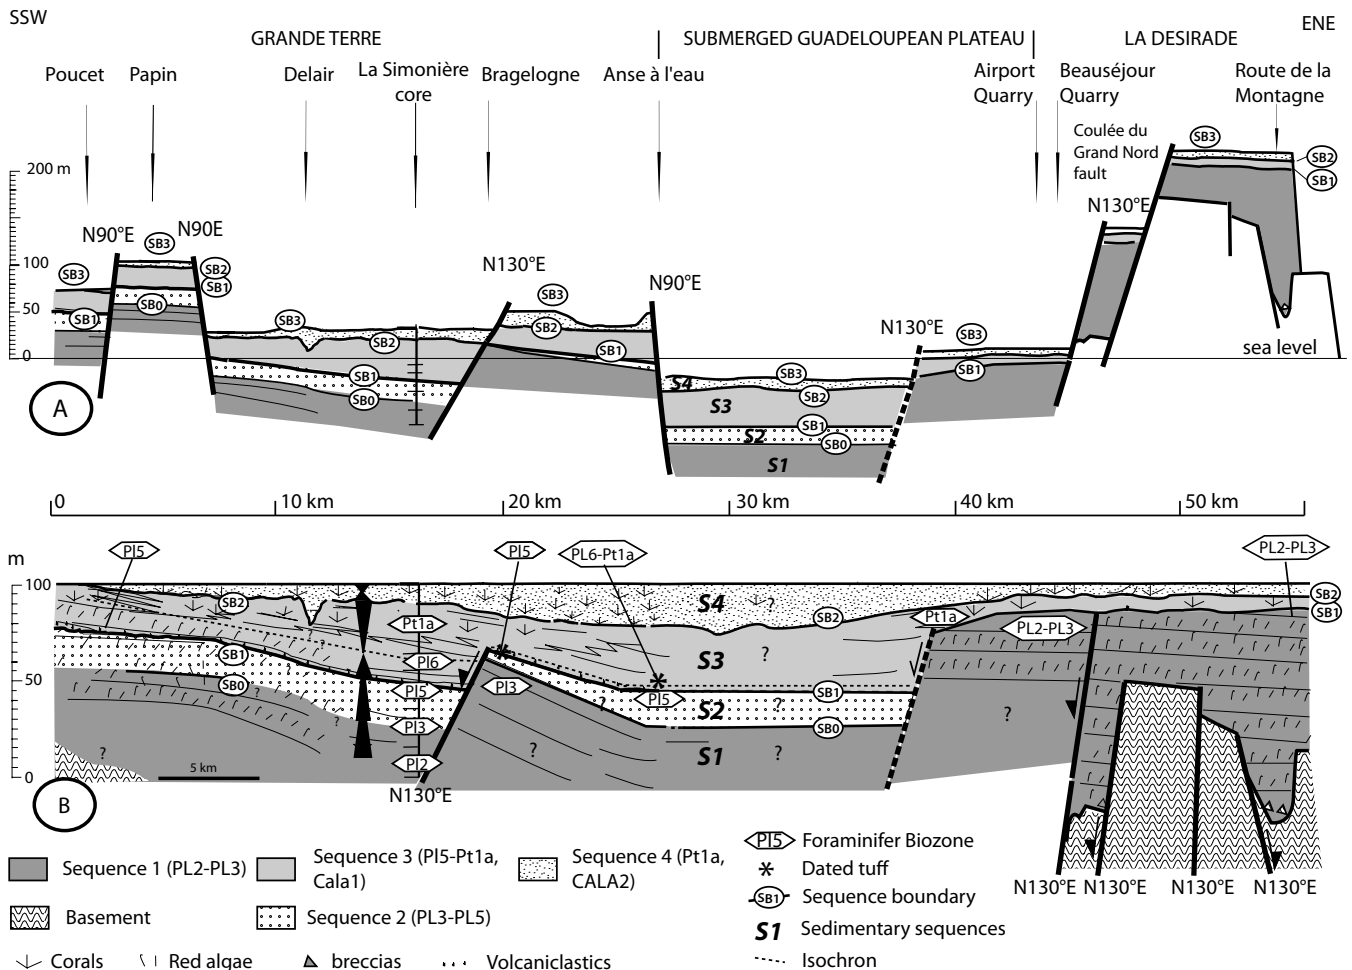 SSW
ENE
GRANDE TERRE
SUBMERGED GUADELOUPEAN PLATEAU
LA DESIRADE
Poucet
Papin
Delair
La Simonière
core
Bragelogne
Anse à l'eau
Airport
Quarry
Beauséjour
Quarry
Route de la
Montagne
Coulée du
Grand Nord
fault
200 m
100
50
0
N90°E
N90E
N130°E
N90°E
N130°E
N130°E
SB3
SB1
SB3
SB2
SB1
SB0
SB3
SB2
SB1
SB0
SB3
SB2
SB1
SB3
SB2
SB1
SB0
S4
S3
S2
S1
SB3
SB1
SB3
SB2
SB1
sea level
A
0
10 km
20 km
30 km
40 km
50 km
m
100
50
0
Pl5
Pl5
PL6-Pt1a
PL2-PL3
SB2
SB1
SB0
Pt1a
Pl6
Pl5
Pl3
Pl2
Pl3
Pl5
S4
S3
S2
S1
SB2
SB1
SB0
Pt1a
PL2-PL3
SB2
SB1
?
?
?
?
?
?
?
?
?
?
?
5 km
N130°E
B
N130°E
N130°E
N130°E
N130°E
Sequence 1 (PL2-PL3)
Sequence 3 (Pl5-Pt1a,
Cala1)
Sequence 4 (Pt1a,
CALA2)
Basement
Sequence 2 (PL3-PL5)
Corals
Red algae
breccias
Volcaniclastics
Pl5
Foraminifer Biozone
Dated tuff
SB1
Sequence boundary
S1
Sedimentary sequences
Isochron